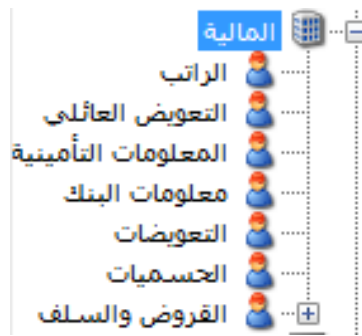 المالية
الراتب
التعويض العائلي
المعلومات التأمينية
معلومات البنك
التعويضات
الحسميات
القروض والسلف